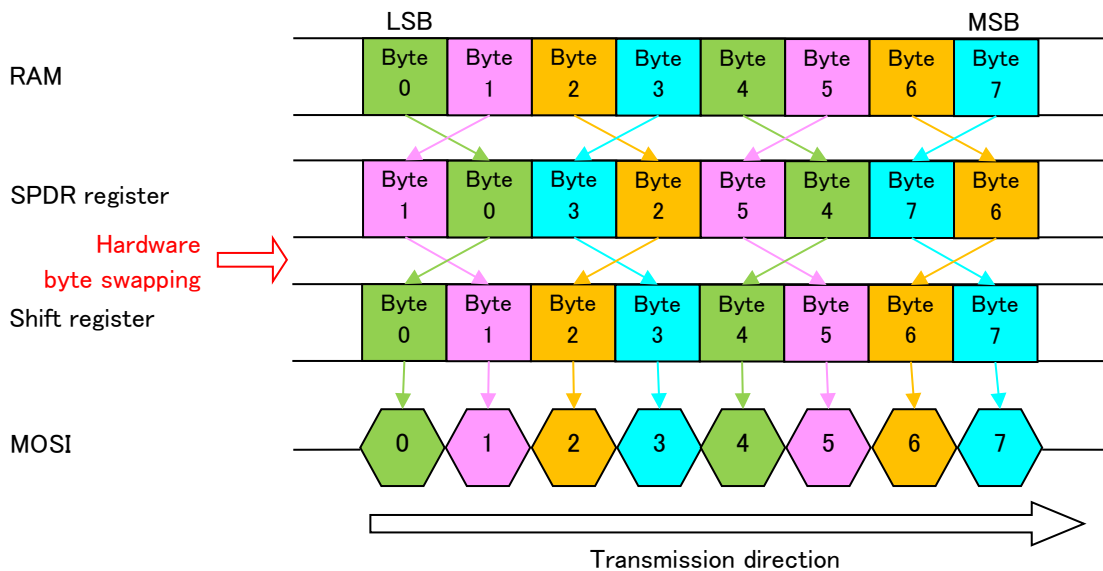 LSB MSB
RAM
Byte Byte Byte Byte Byte Byte Byte Byte
0 1 2 3 4 5 6 7
SPDR register
Byte Byte Byte Byte Byte Byte Byte Byte
1 0 3 2 5 4 7 6
Hardware
byte swapping
Shift register
Byte Byte Byte Byte Byte Byte Byte Byte
0 1 2 3 4 5 6 7
MOSI
0 1 2 3 4 5 6 7
Transmission direction